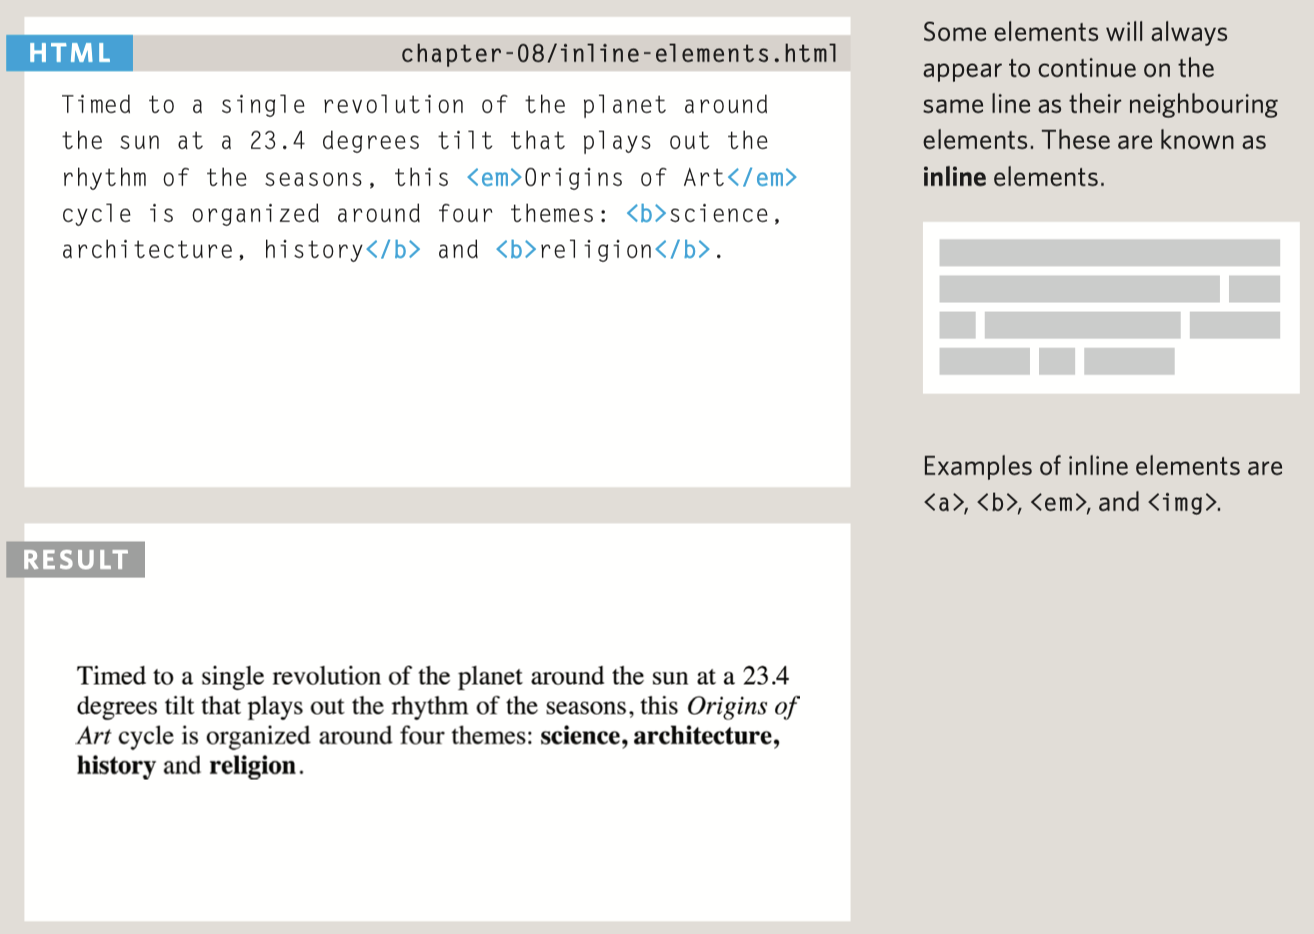 HTML
chapter-08/inline-elements.html
Timed to a single revolution of the planet around
the sun at a 23.4 degrees tilt that plays out the
rhythm of the seasons, this <em>Origins of Art</em>
cycle is organized around four themes: <b>science,
architecture, history</b> and <b>religion</b>.
RESULT
Timed to a single revolution of the planet around the sun at a 23.4
degrees tilt that plays out the rhythm of the seasons, this Origins of
Art cycle is organized around four themes: science, architecture,
history and religion.
Some elements will always
appear to continue on the
same line as their neighbouring
elements. These are known as
inline elements.
Examples of inline elements are
<a>, <b>, <em>, and <img>.